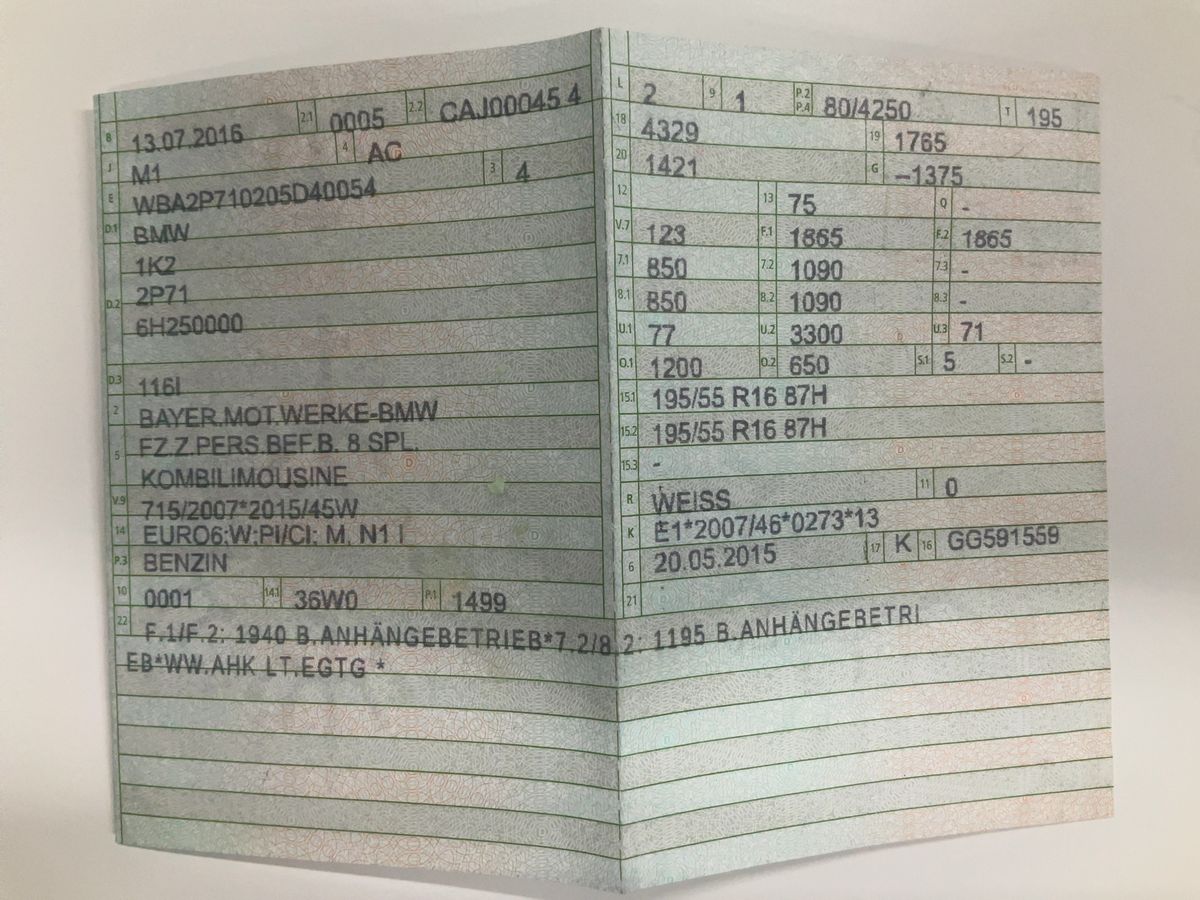 B 13.07.2016 2.1 0005 2.2 CAJ00045 4
J M1 4 AC
E WBA2P710205D40054 3 4
D.1 BMW
1K2
D.2 2P71
6H250000
D.3 116I
2 BAYER.MOT.WERKE-BMW
FZ.Z.PERS.BEF.B. 8 SPL.
5 KOMBILIMOUSINE
V.9 715/2007*2015/45W
14 EURO6;W;PI/CI; M, N1 I
P.3 BENZIN
10 0001 14.1 36W0 P.1 1499
L 2 9 1 P.2 P.4 80/4250 T 195
18 4329 19 1765
20 1421 G –1375
12 13 75 Q -
V.7 123 F.1 1865 F.2 1865
7.1 850 7.2 1090 7.3 -
8.1 850 8.2 1090 8.3 -
U.1 77 U.2 3300 U.3 71
O.1 1200 O.2 650 S.1 5 S.2 -
15.1 195/55 R16 87H
15.2 195/55 R16 87H
15.3 -
R WEISS 11 0
K E1*2007/46*0273*13
6 20.05.2015 17 K 16 GG591559
21
22 F.1/F.2: 1940 B.ANHÄNGEBETRIEB*7.2/8.2: 1195 B.ANHÄNGEBETRI
EB*WW.AHK LT.EGTG *